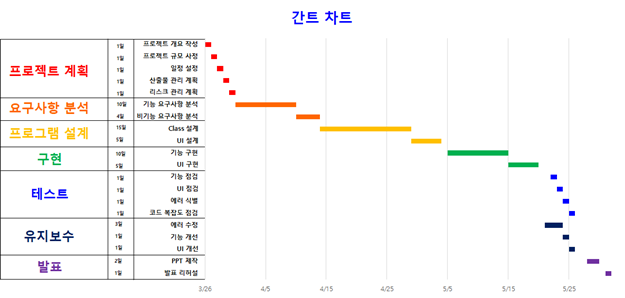 간트 차트
프로젝트 계획
1일 프로젝트 개요 작성
1일 프로젝트 규모 산정
1일 일정 설정
1일 산출물 관리 계획
1일 리스크 관리 계획
요구사항 분석
10일 기능 요구사항 분석
4일 비기능 요구사항 분석
프로그램 설계
15일 Class 설계
5일 UI 설계
구현
10일 기능 구현
5일 UI 구현
테스트
1일 기능 점검
1일 UI 점검
1일 에러 식별
1일 코드 복잡도 점검
유지보수
3일 에러 수정
1일 기능 개선
1일 UI 개선
발표
2일 PPT 제작
1일 발표 리허설
3/26 4/5 4/15 4/25 5/5 5/15 5/25